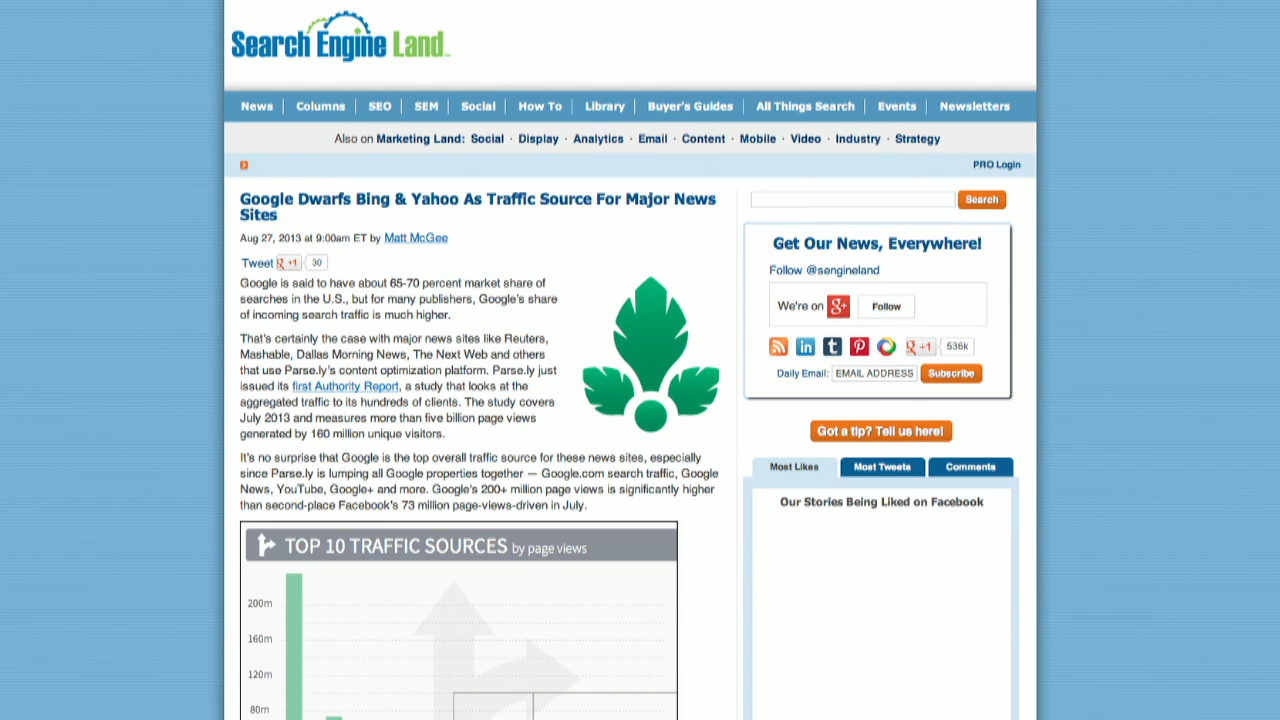 Search Engine Land
News
Columns
SEO
SEM
Social
How To
Library
Buyer's Guides
All Things Search
Events
Newsletters
Also on Marketing Land: Social · Display · Analytics · Email · Content · Mobile · Video · Industry · Strategy
PRO Login
Google Dwarfs Bing & Yahoo As Traffic Source For Major News
Sites
Aug 27, 2013 at 9:00am ET by Matt McGee
Tweet g +1 30
Google is said to have about 65-70 percent market share of
searches in the U.S., but for many publishers, Google's share
of incoming search traffic is much higher.
That's certainly the case with major news sites like Reuters,
Mashable, Dallas Morning News, The Next Web and others
that use Parse.ly's content optimization platform. Parse.ly just
issued its first Authority Report, a study that looks at the
aggregated traffic to its hundreds of clients. The study covers
July 2013 and measures more than five billion page views
generated by 160 million unique visitors.
It's no surprise that Google is the top overall traffic source for these news sites, especially
since Parse.ly is lumping all Google properties together — Google.com search traffic, Google
News, YouTube, Google+ and more. Google's 200+ million page views is significantly higher
than second-place Facebook's 73 million page-views-driven in July.
TOP 10 TRAFFIC SOURCES by page views
200m
160m
120m
80m
Search
Get Our News, Everywhere!
Follow @sengineland
We're on g+ Follow
in t g +1 536k
Daily Email: EMAIL ADDRESS Subscribe
Got a tip? Tell us here!
Most Likes
Most Tweets
Comments
Our Stories Being Liked on Facebook